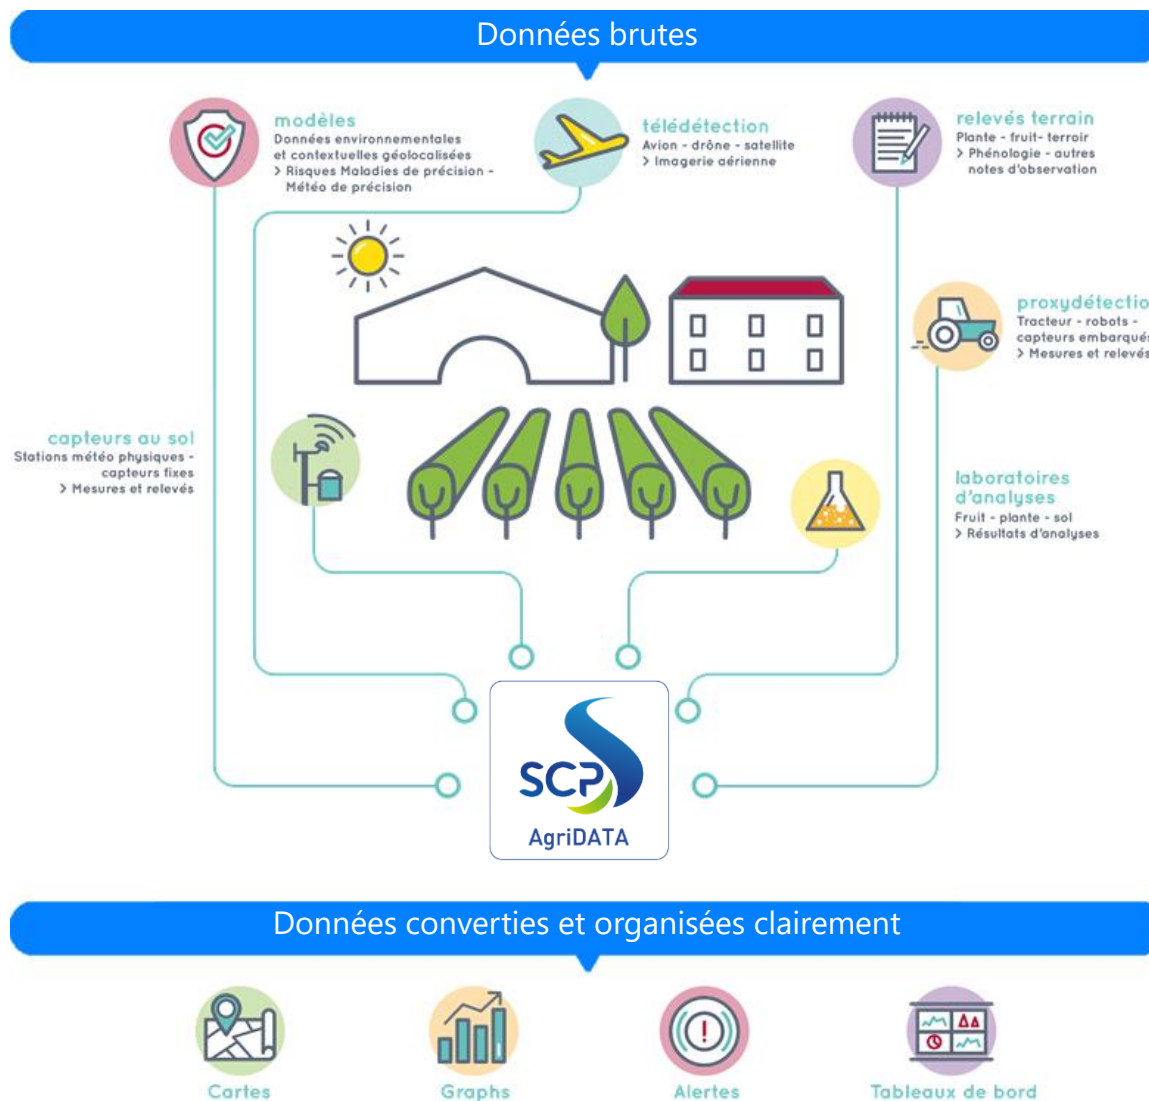 Données brutes
modèles
Données environnementales
et contextuelles géolocalisées
> Risques Maladies de précision -
Météo de précision
télédétection
Avion - drône - satellite
> Imagerie aérienne
relevés terrain
Plante - fruit- terroir
> Phénologie - autres
notes d'observation
proxydétectio
Tracteur - robots -
capteurs embarqués
> Mesures et relevés
capteurs au sol
Stations météo physiques -
capteurs fixes
> Mesures et relevés
laboratoires
d'analyses
Fruit - plante - sol
> Résultats d'analyses
SCP
AgriDATA
Données converties et organisées clairement
Cartes
Graphs
Alertes
Tableaux de bord